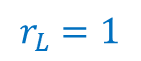 r_L = 1